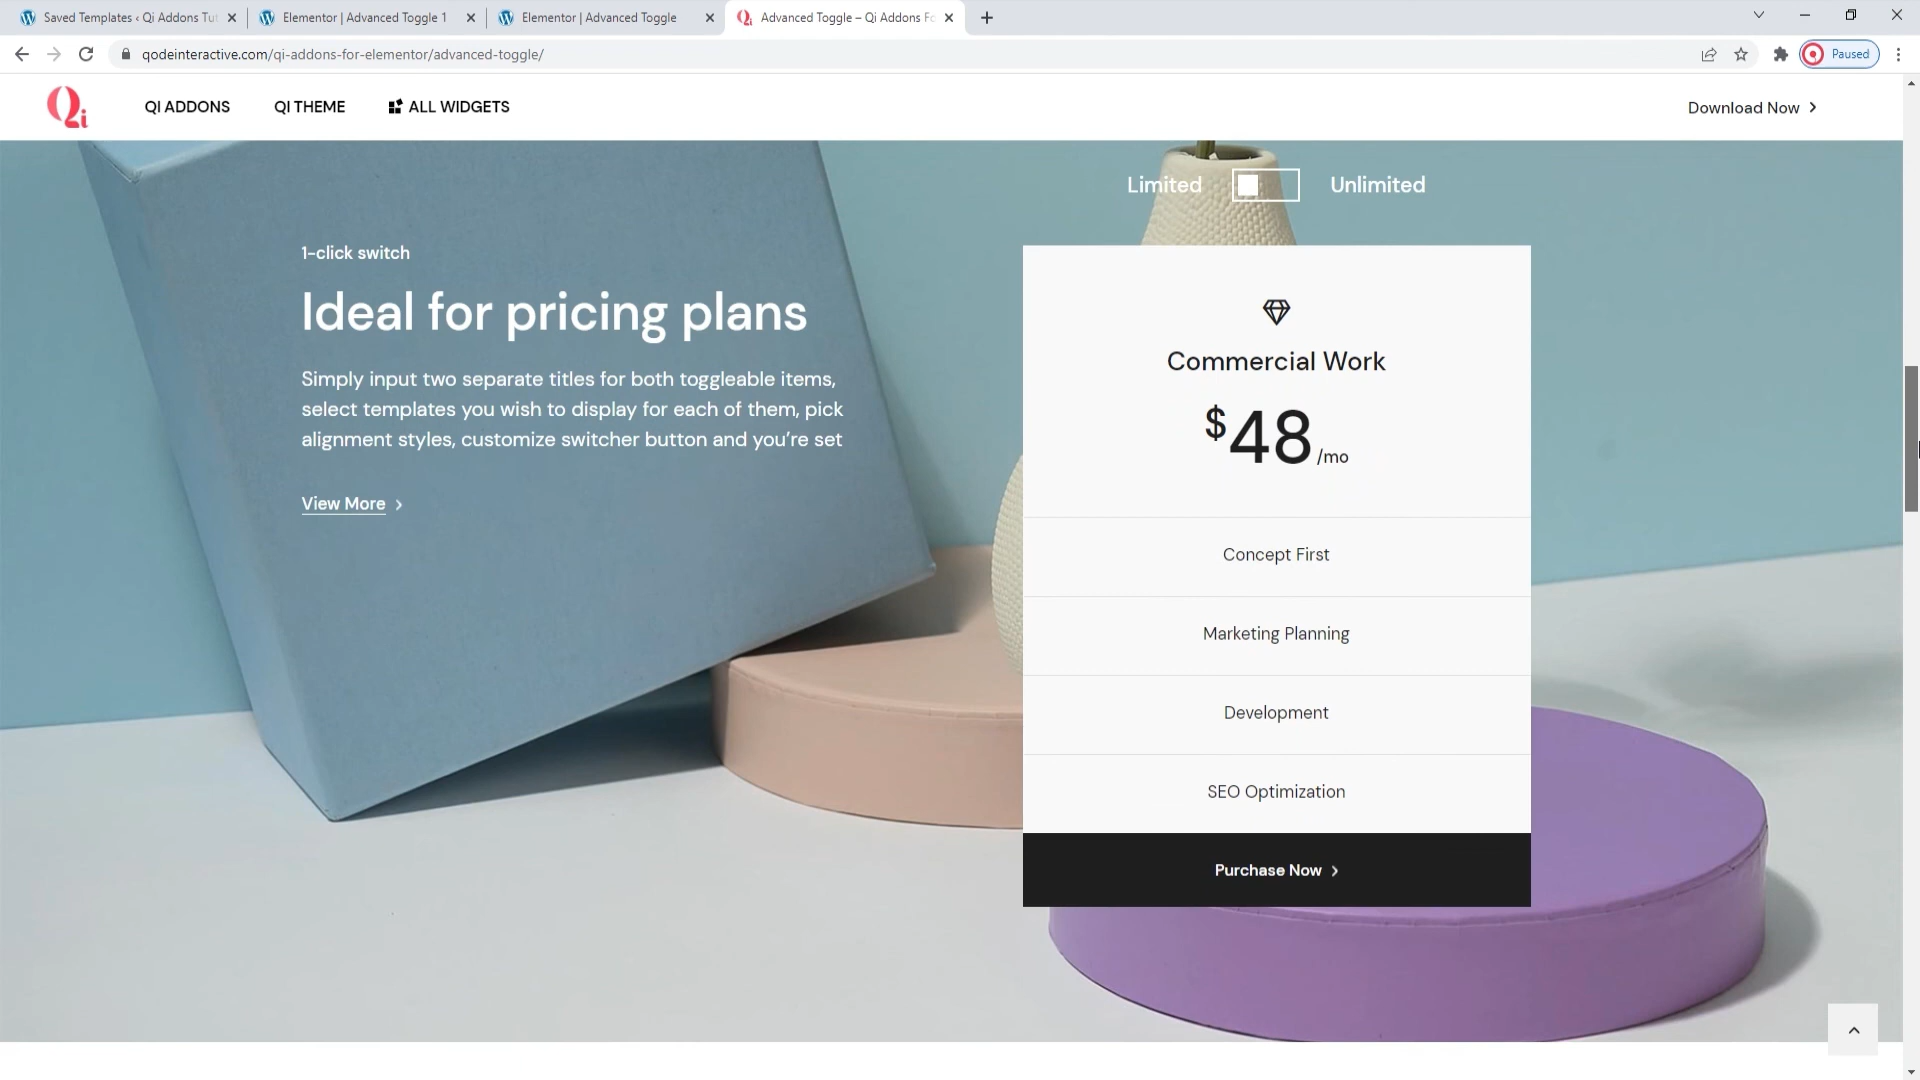 Saved Templates ‹ Qi Addons Tu
Elementor | Advanced Toggle 1
Elementor | Advanced Toggle
Advanced Toggle – Qi Addons Fo
qodeinteractive.com/qi-addons-for-elementor/advanced-toggle/
Paused
Qi
QI ADDONS
QI THEME
ALL WIDGETS
Download Now
Limited
Unlimited
1-click switch
Ideal for pricing plans
Simply input two separate titles for both toggleable items,
select templates you wish to display for each of them, pick
alignment styles, customize switcher button and you’re set
View More
Commercial Work
$48/mo
Concept First
Marketing Planning
Development
SEO Optimization
Purchase Now